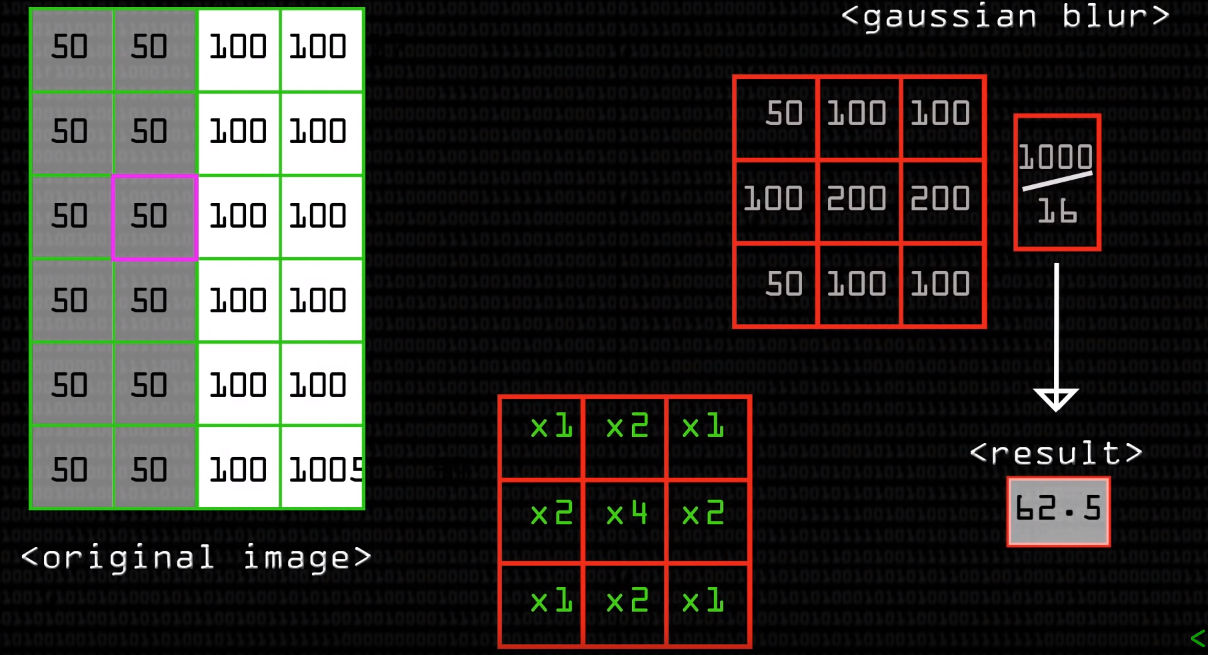 <gaussian blur>
50 50 100 100
50 50 100 100
50 50 100 100
50 50 100 100
50 50 100 100
50 50 100 1005
<original image>
50 100 100
100 200 200
50 100 100
1000
16
x1 x2 x1
x2 x4 x2
x1 x2 x1
<result>
62.5
<